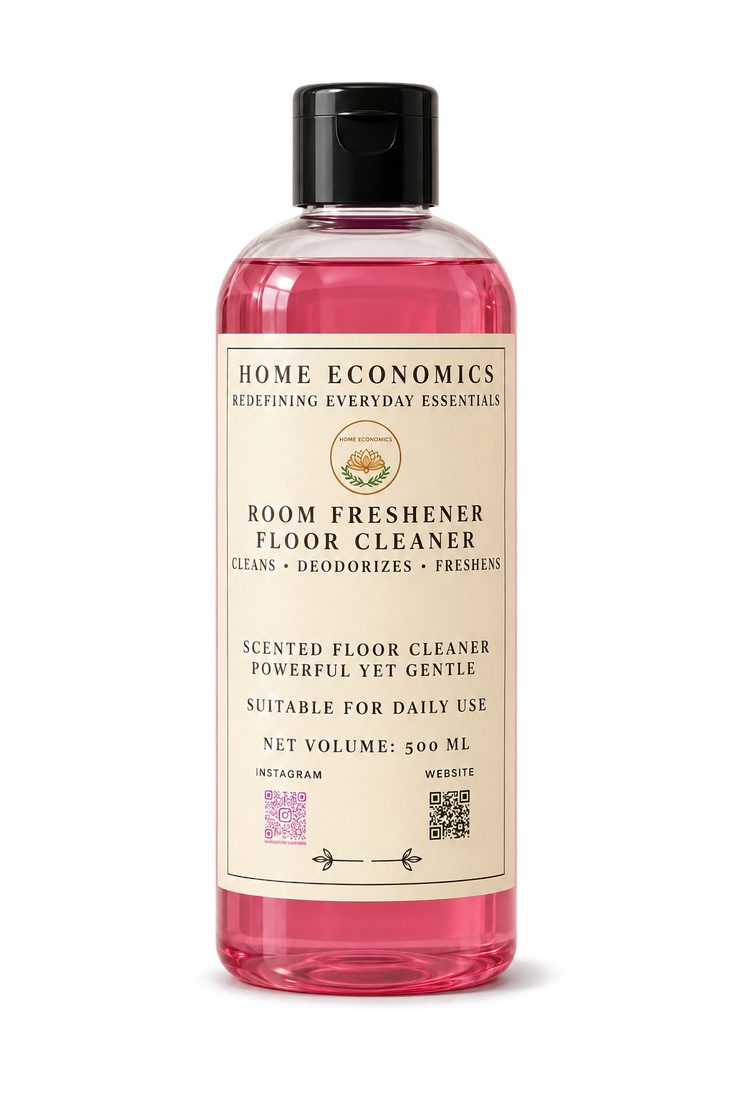 HOME ECONOMICS
REDEFINING EVERYDAY ESSENTIALS
HOME ECONOMICS
ROOM FRESHENER
FLOOR CLEANER
CLEANS • DEODORIZES • FRESHENS
SCENTED FLOOR CLEANER
POWERFUL YET GENTLE
SUITABLE FOR DAILY USE
NET VOLUME: 500 ML
INSTAGRAM WEBSITE